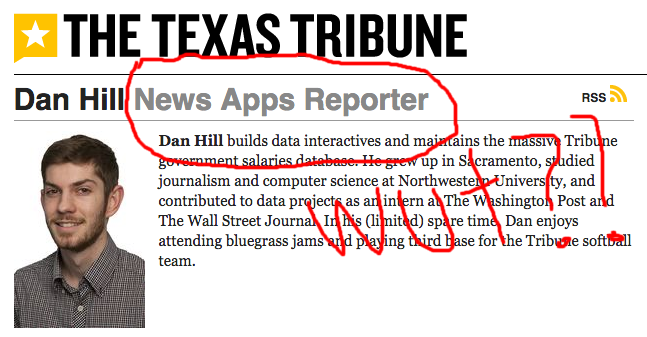 THE TEXAS TRIBUNE
Dan Hill News Apps Reporter
RSS
Dan Hill builds data interactives and maintains the massive Tribune
government salaries database. He grew up in Sacramento, studied
journalism and computer science at Northwestern University, and
contributed to data projects as an intern at The Washington Post and
The Wall Street Journal. In his (limited) spare time, Dan enjoys
attending bluegrass jams and playing third base for the Tribune softball
team.
WUT??